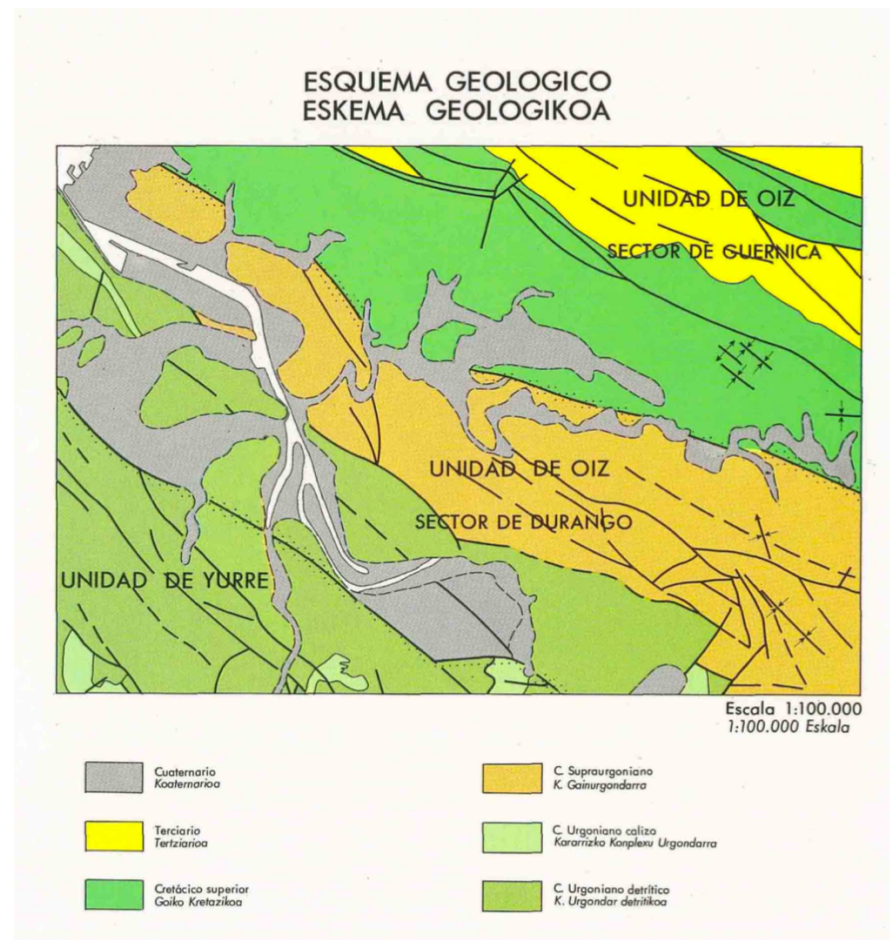 ESQUEMA GEOLOGICO
ESKEMA GEOLOGIKOA
UNIDAD DE OIZ
SECTOR DE GUERNICA
UNIDAD DE OIZ
SECTOR DE DURANGO
UNIDAD DE YURRE
Escala 1:100.000
1:100.000 Eskala
Cuaternario
Koaternarioa
Terciario
Tertziarioa
Cretácico superior
Goiko Kretazikoa
C. Supraurgoniano
K. Gainurgondarra
C. Urgoniano calizo
Kararrizko Konplexu Urgondarra
C. Urgoniano detrítico
K. Urgondar detritikoa